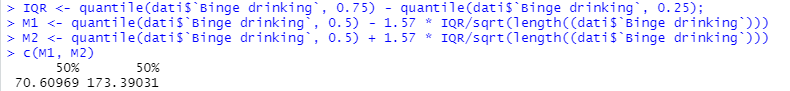 > IQR <- quantile(dati$`Binge drinking`, 0.75) - quantile(dati$`Binge drinking`, 0.25);
> M1 <- quantile(dati$`Binge drinking`, 0.5) - 1.57 * IQR/sqrt(length((dati$`Binge drinking`)))
> M2 <- quantile(dati$`Binge drinking`, 0.5) + 1.57 * IQR/sqrt(length((dati$`Binge drinking`)))
> c(M1, M2)
50% 50%
70.60969 173.39031